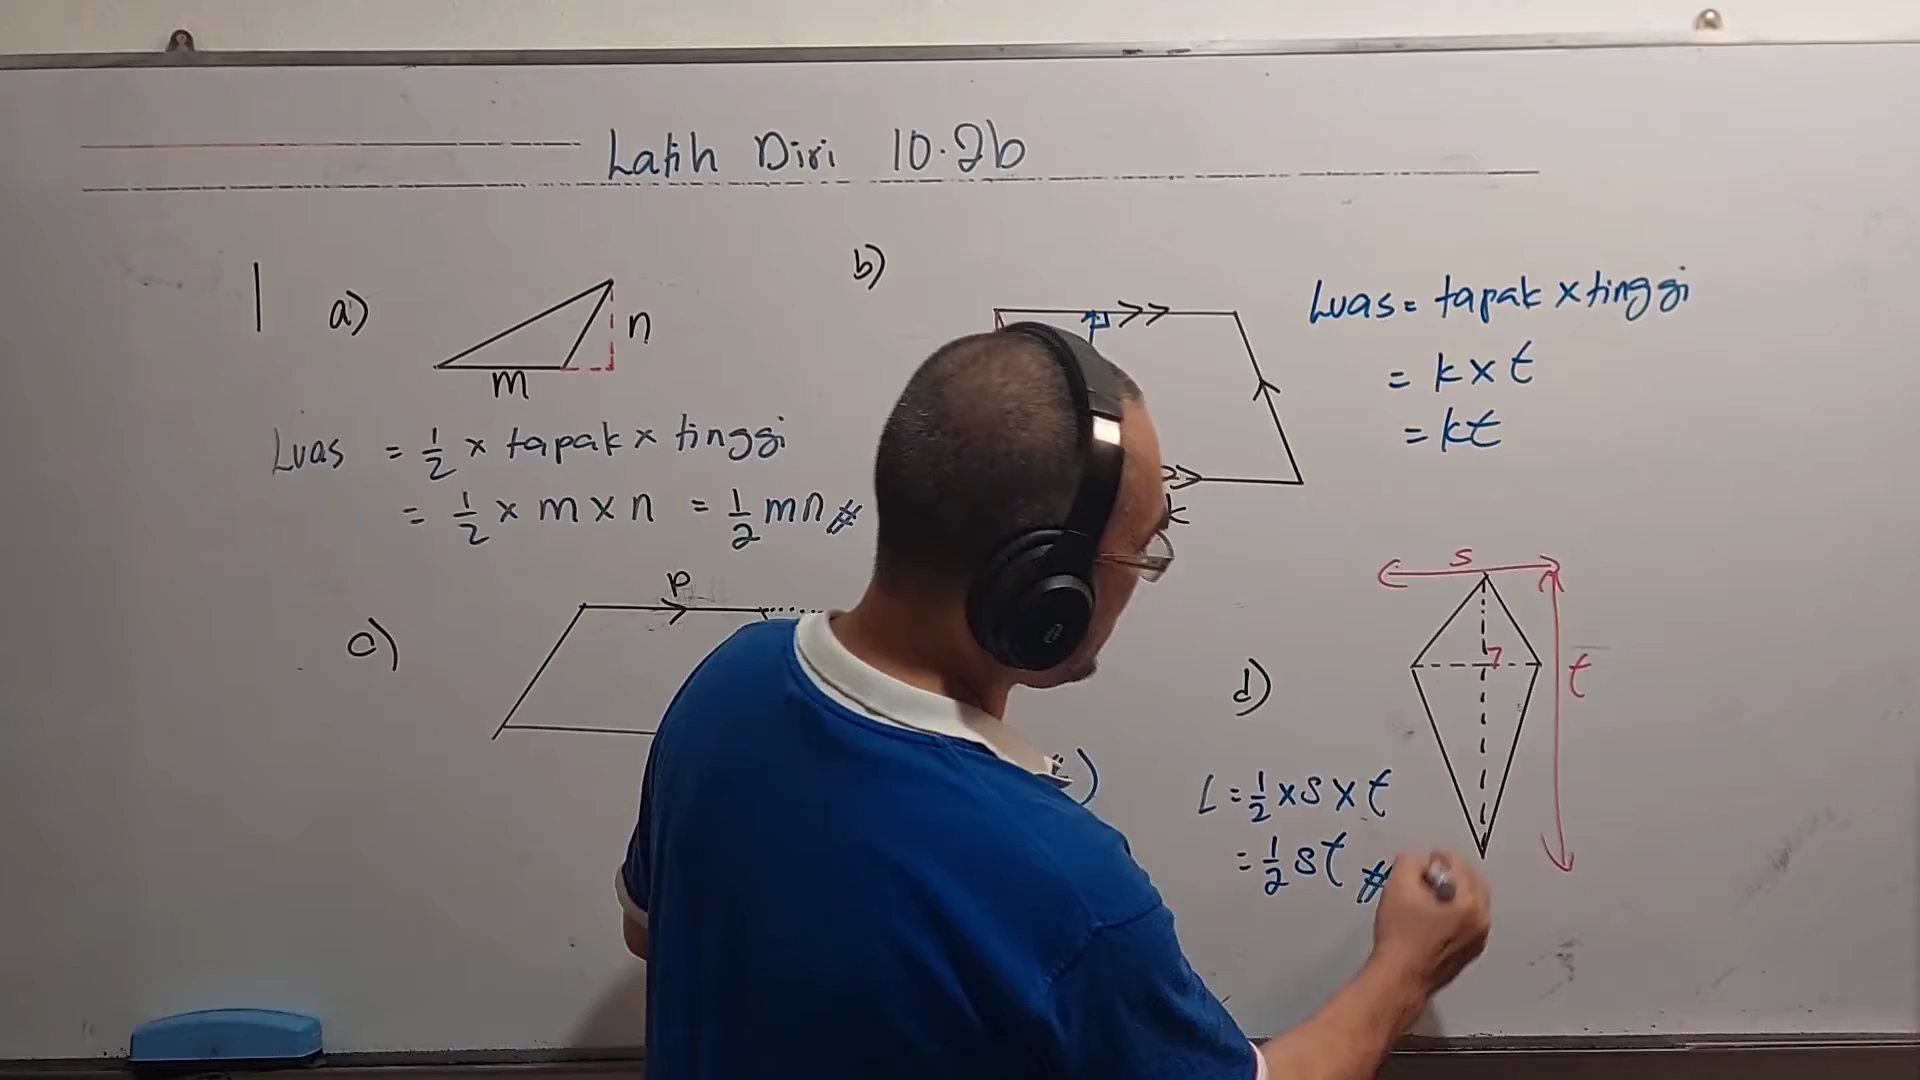 Latih Diri 10.2b
1 a)
n
m
Luas = 1/2 × tapak × tinggi
= 1/2 × m × n = 1/2 mn #
b)
k
Luas = tapak × tinggi
= k × t
= kt
c)
p
)
d)
s
t
L = 1/2 × s × t
= 1/2 st #